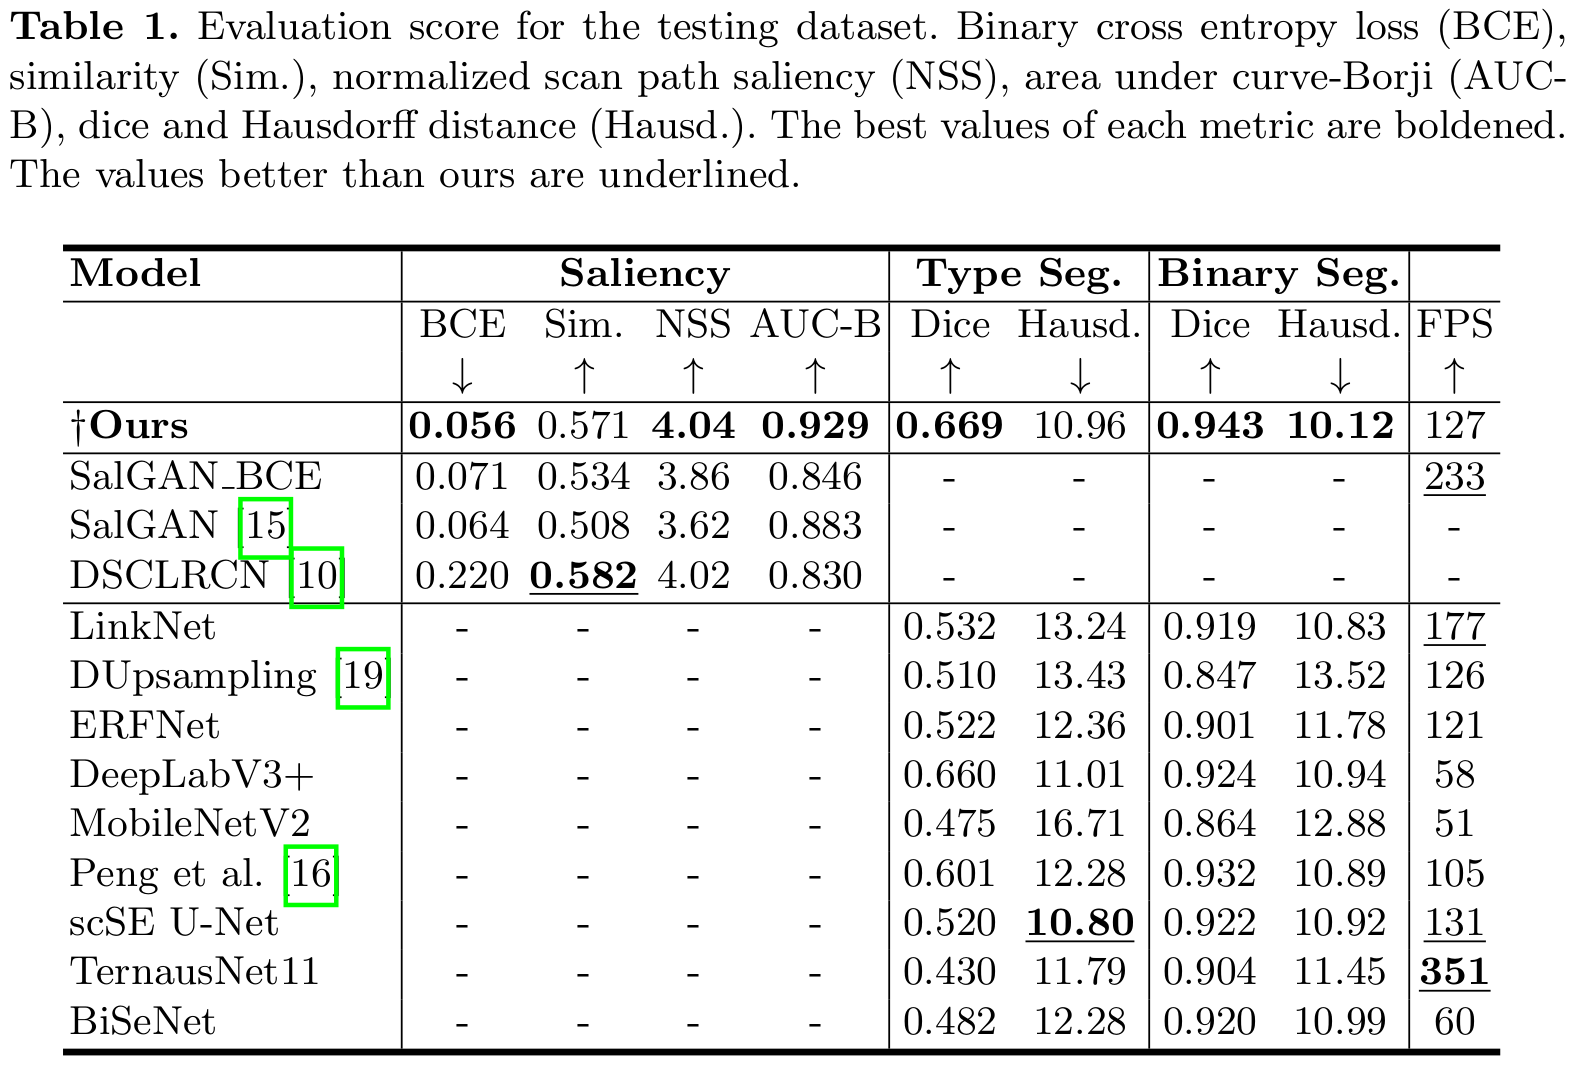 Table 1. Evaluation score for the testing dataset. Binary cross entropy loss (BCE),
similarity (Sim.), normalized scan path saliency (NSS), area under curve-Borji (AUC-
B), dice and Hausdorff distance (Hausd.). The best values of each metric are boldened.
The values better than ours are underlined.
Model Saliency Type Seg. Binary Seg.
BCE Sim. NSS AUC-B Dice Hausd. Dice Hausd. FPS
↓ ↑ ↑ ↑ ↑ ↓ ↑ ↓ ↑
†Ours 0.056 0.571 4.04 0.929 0.669 10.96 0.943 10.12 127
SalGAN_BCE 0.071 0.534 3.86 0.846 - - - - 233
SalGAN [15] 0.064 0.508 3.62 0.883 - - - - -
DSCLRCN [10] 0.220 0.582 4.02 0.830 - - - - -
LinkNet - - - - 0.532 13.24 0.919 10.83 177
DUpsampling [19] - - - - 0.510 13.43 0.847 13.52 126
ERFNet - - - - 0.522 12.36 0.901 11.78 121
DeepLabV3+ - - - - 0.660 11.01 0.924 10.94 58
MobileNetV2 - - - - 0.475 16.71 0.864 12.88 51
Peng et al. [16] - - - - 0.601 12.28 0.932 10.89 105
scSE U-Net - - - - 0.520 10.80 0.922 10.92 131
TernausNet11 - - - - 0.430 11.79 0.904 11.45 351
BiSeNet - - - - 0.482 12.28 0.920 10.99 60